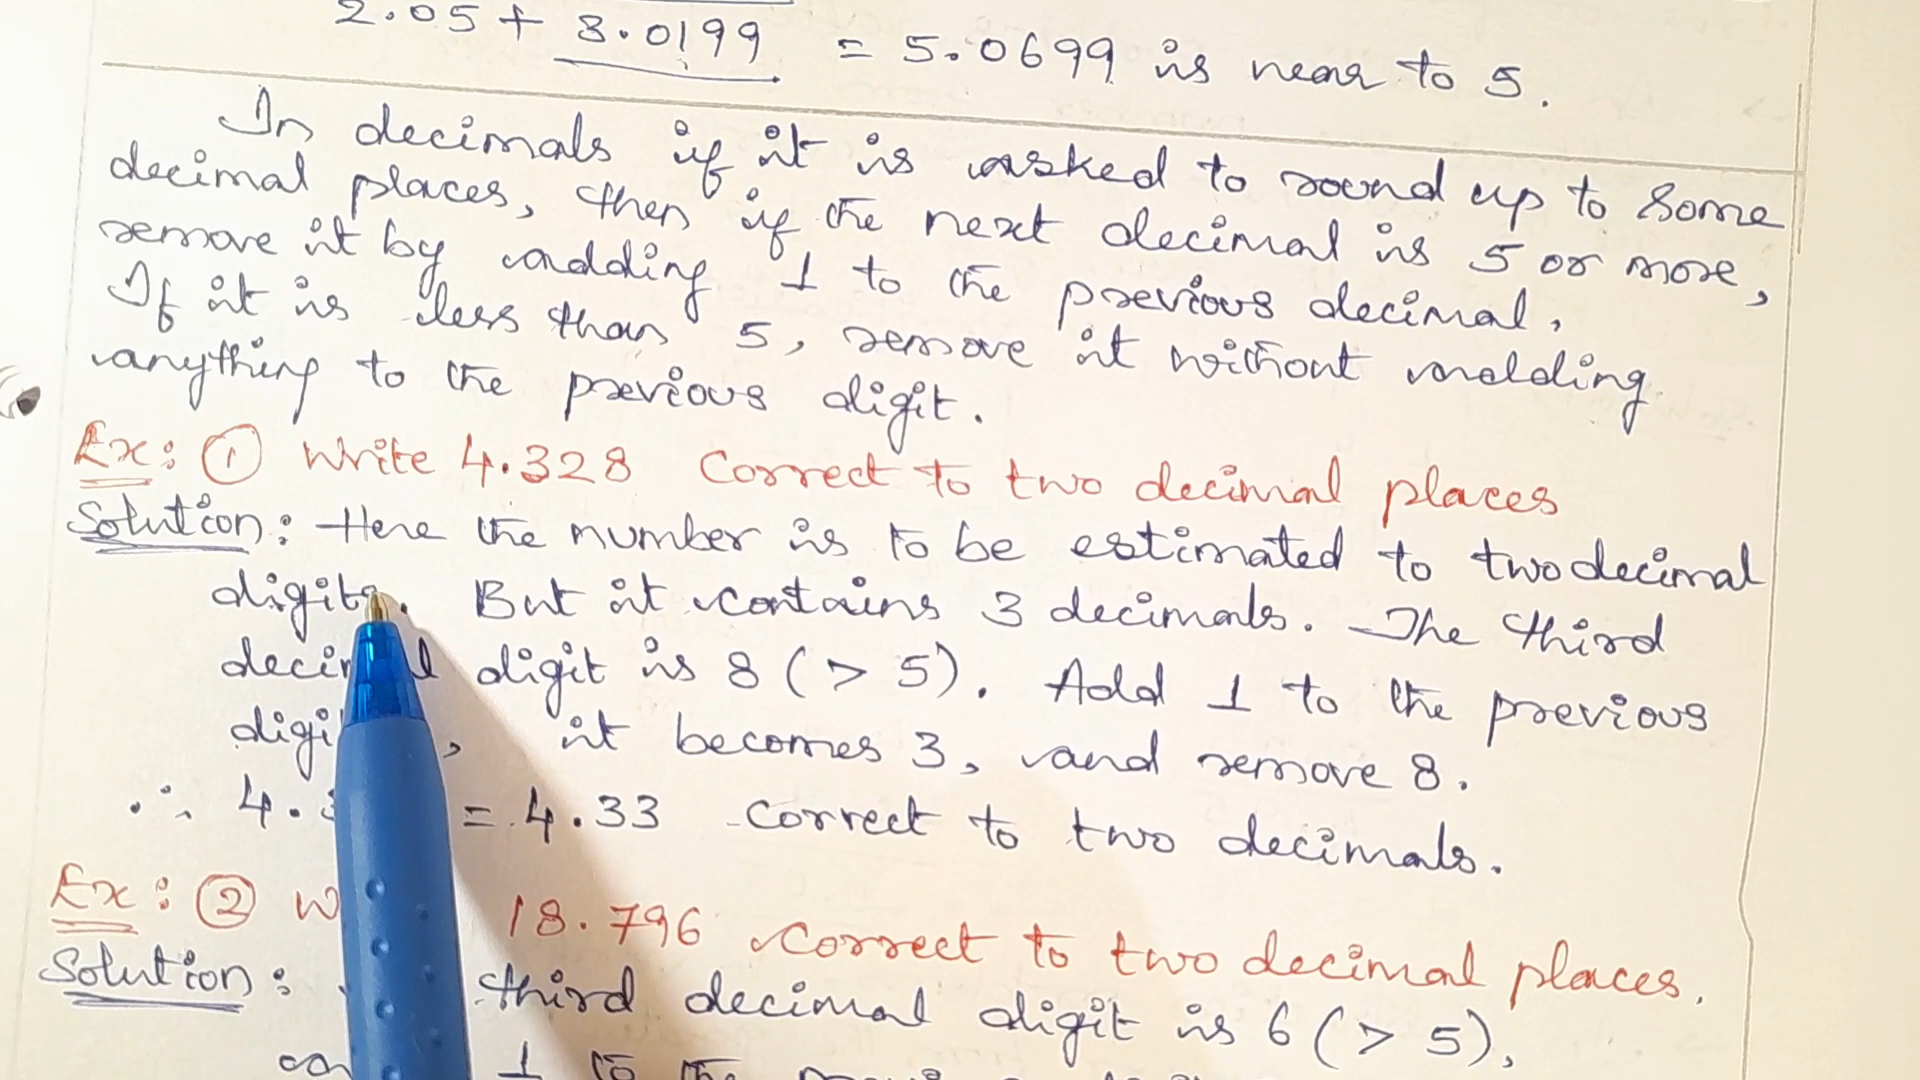 2.05 + 3.0199 = 5.0699 is near to 5.
In decimals if it is asked to round up to some
decimal places, then if the next decimal is 5 or more,
remove it by adding 1 to the previous decimal.
If it is less than 5, remove it without adding
anything to the previous digit.
Ex: ① Write 4.328 Correct to two decimal places
Solution: Here the number is to be estimated to two decimal
digits. But it contains 3 decimals. The third
digit is 8 (> 5). Add 1 to the previous
, it becomes 3, and remove 8.
∴ 4. = 4.33 Correct to two decimals.
Ex: ② 18.796 Correct to two decimal places.
Solution: third decimal digit is 6 (> 5),
1 to the